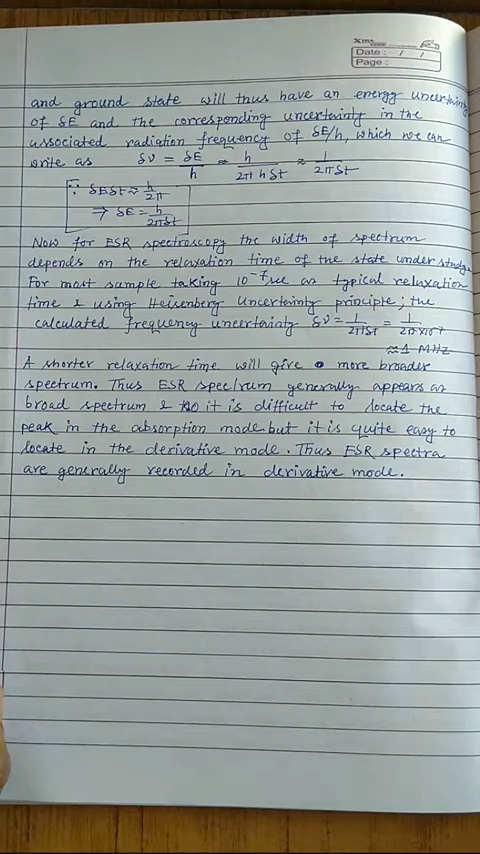 Date : / /
Page :
and ground state will thus have an energy uncertainty
of δE and the corresponding uncertainty in the
associated radiation frequency of δE/h, which we can
write as δν = δE/h ≈ h/2πhδt ≈ 1/2πδt
∵ δEδt ≈ h/2π
⇒ δE = h/2πδt
Now for ESR spectroscopy the width of spectrum
depends on the relaxation time of the state under study.
For most sample taking 10⁻⁷ sec as typical relaxation
time & using Heisenberg Uncertainty principle; the
calculated frequency uncertainty δν = 1/2πδt = 1/2π×10⁻⁷
≈ 1 MHz
A shorter relaxation time will give more broader
spectrum. Thus ESR spectrum generally appears as
broad spectrum & so it is difficult to locate the
peak in the absorption mode but it is quite easy to
locate in the derivative mode. Thus ESR spectra
are generally recorded in derivative mode.